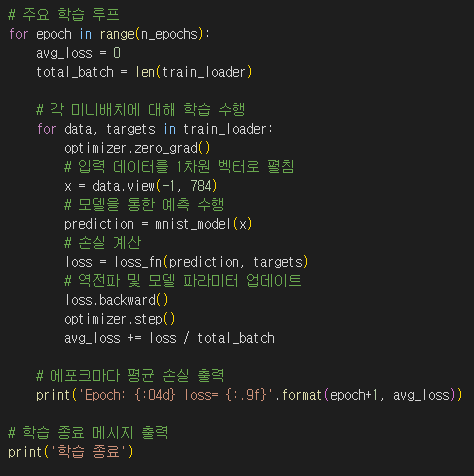 # 주요 학습 루프
for epoch in range(n_epochs):
    avg_loss = 0
    total_batch = len(train_loader)

    # 각 미니배치에 대해 학습 수행
    for data, targets in train_loader:
        optimizer.zero_grad()
        # 입력 데이터를 1차원 벡터로 펼침
        x = data.view(-1, 784)
        # 모델을 통한 예측 수행
        prediction = mnist_model(x)
        # 손실 계산
        loss = loss_fn(prediction, targets)
        # 역전파 및 모델 파라미터 업데이트
        loss.backward()
        optimizer.step()
        avg_loss += loss / total_batch

    # 에포크마다 평균 손실 출력
    print('Epoch: {:04d} loss= {:.9f}'.format(epoch+1, avg_loss))

# 학습 종료 메시지 출력
print('학습 종료')